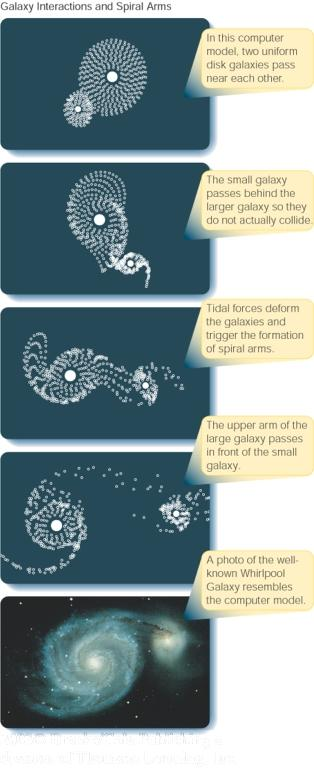 Galaxy Interactions and Spiral Arms
In this computer
model, two uniform
disk galaxies pass
near each other.
The small galaxy
passes behind the
larger galaxy so they
do not actually collide.
Tidal forces deform
the galaxies and
trigger the formation
of spiral arms.
The upper arm of the
large galaxy passes
in front of the small
galaxy.
A photo of the well-
known Whirlpool
Galaxy resembles
the computer model.